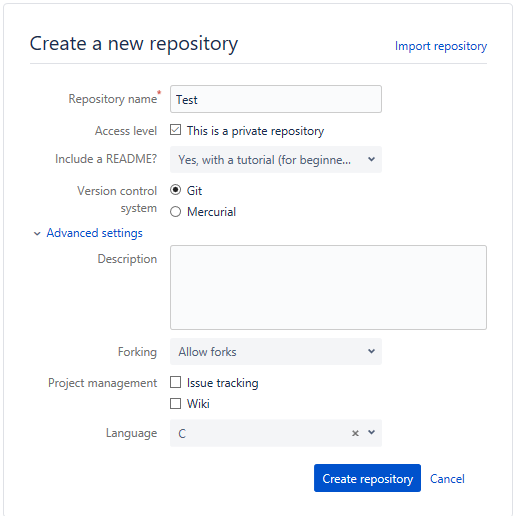 Create a new repository
Import repository
Repository name*
Test
Access level
This is a private repository
Include a README?
Yes, with a tutorial (for beginne...
Version control
system
Git
Mercurial
Advanced settings
Description
Forking
Allow forks
Project management
Issue tracking
Wiki
Language
C
Create repository
Cancel